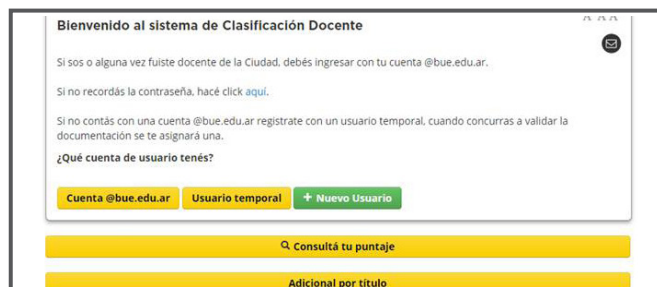 Bienvenido al sistema de Clasificación Docente
A A A
Si sos o alguna vez fuiste docente de la Ciudad, debés ingresar con tu cuenta @bue.edu.ar.
Si no recordás la contraseña, hacé click aquí.
Si no contás con una cuenta @bue.edu.ar registrate con un usuario temporal, cuando concurras a validar la
documentación se te asignará una.
¿Qué cuenta de usuario tenés?
Cuenta @bue.edu.ar Usuario temporal + Nuevo Usuario
Consultá tu puntaje
Adicional por título